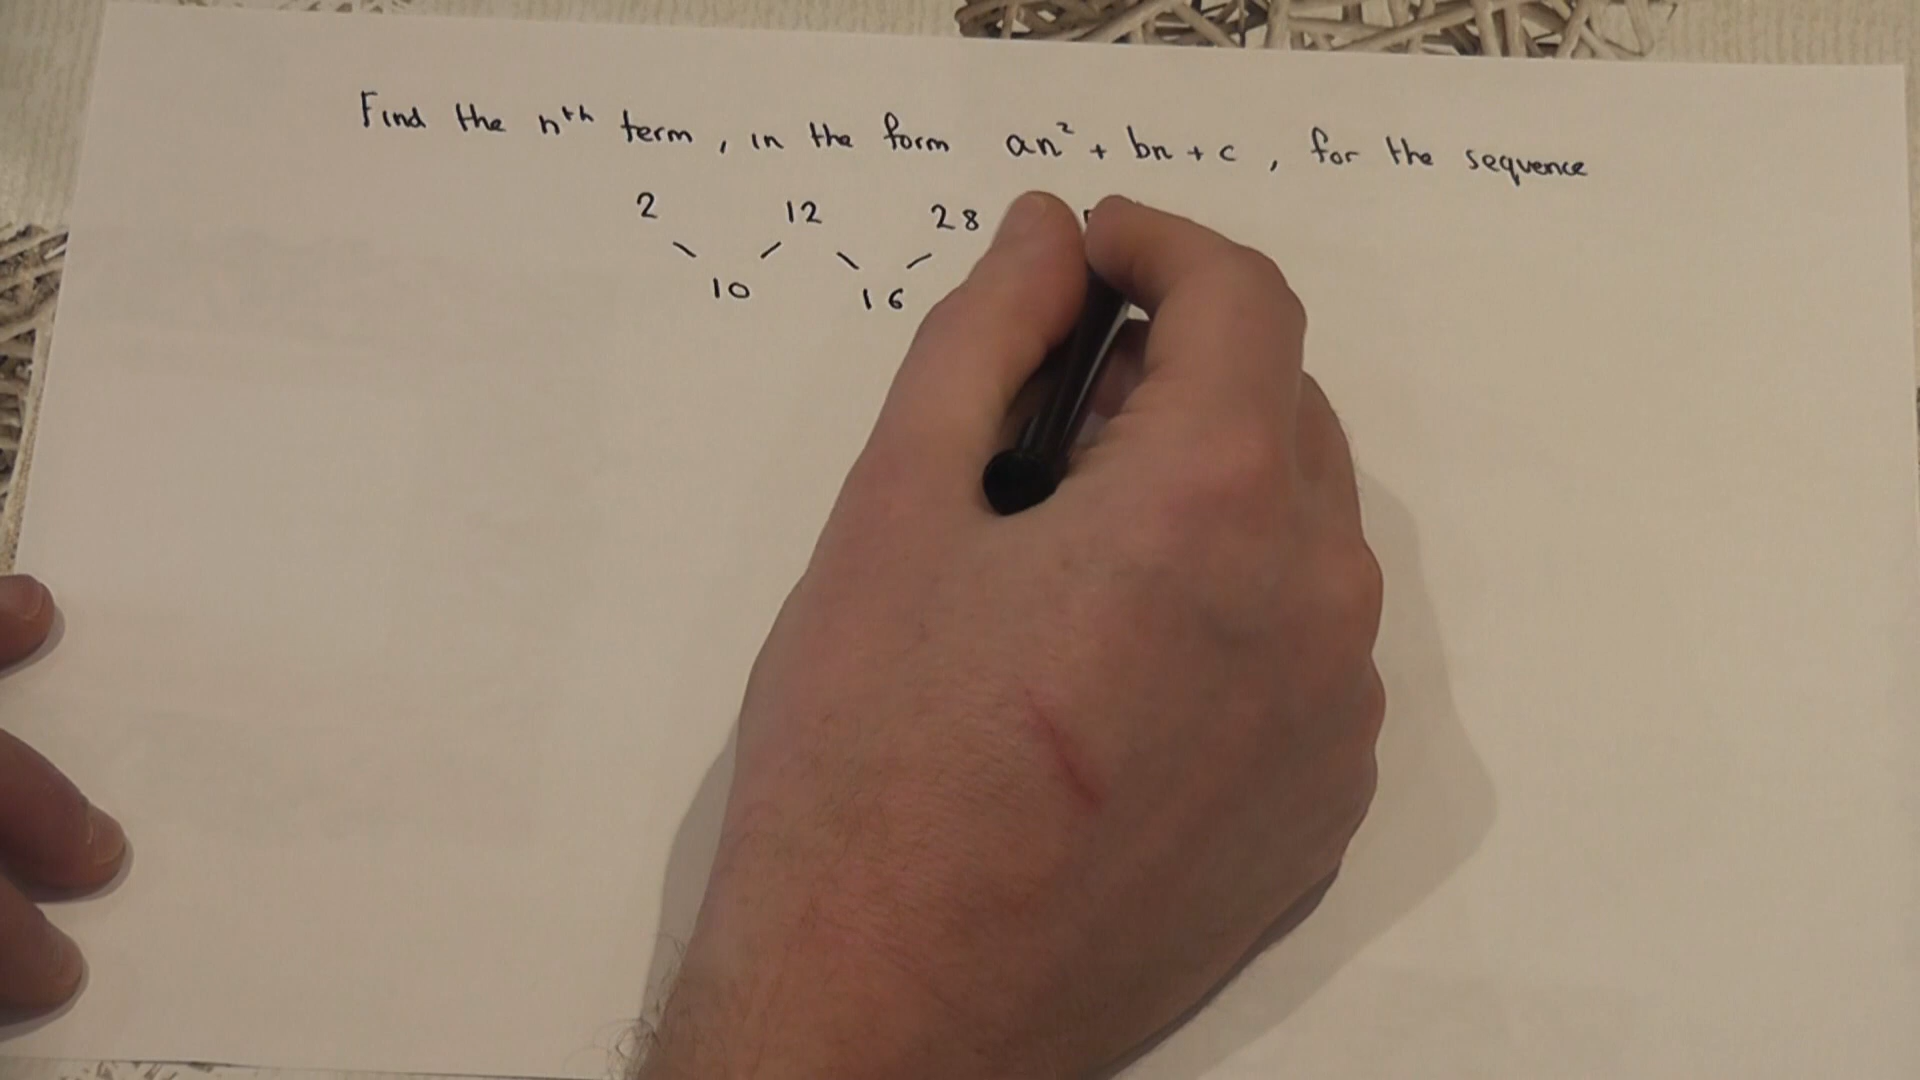 Find the nth term, in the form an² + bn + c, for the sequence
2 12 28
10 16